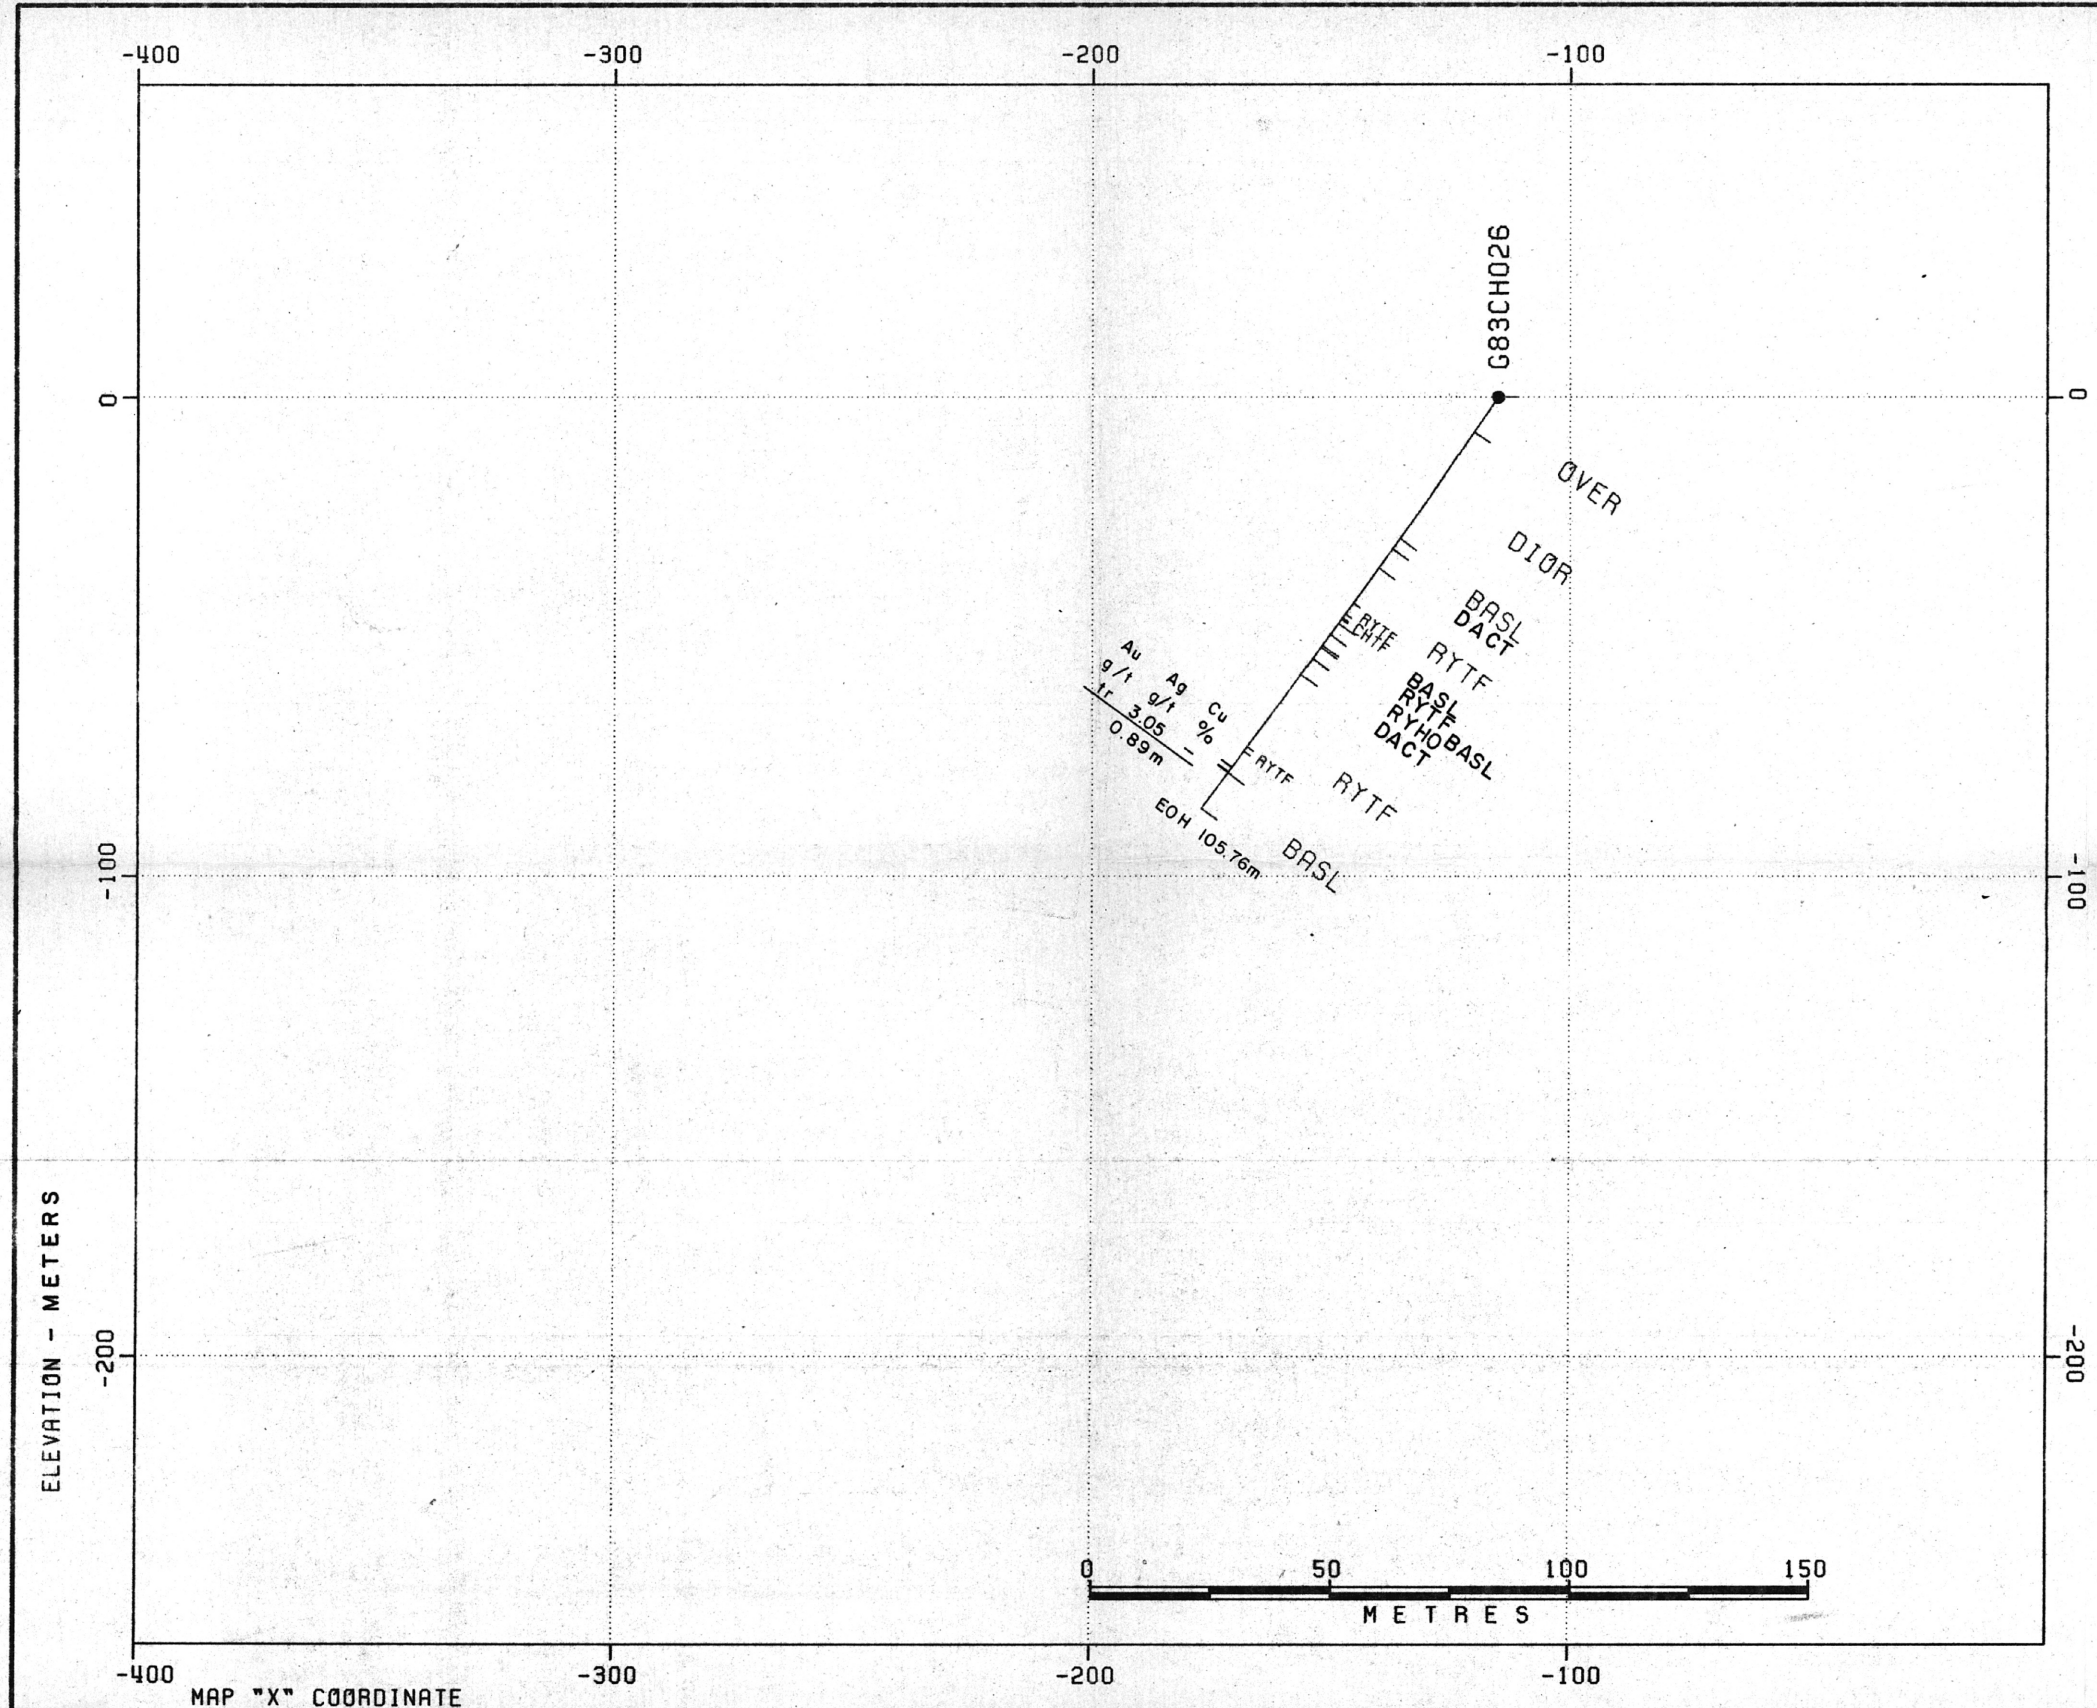 -400 -300 -200 -100
G83CH026
0 0
OVER
DIØR
BASL
DACT
RYTF
CHTF
RYTF
BASL
RYTF
RYHO BASL
DACT
Au Ag Cu
g/t g/t %
tr 3.05 –
0.89m
RYTF
RYTF
EOH 105.76m
BASL
-100 -100
-200 -200
ELEVATION - METERS
0 50 100 150
METRES
-400 -300 -200 -100
MAP "X" COØRDINATE